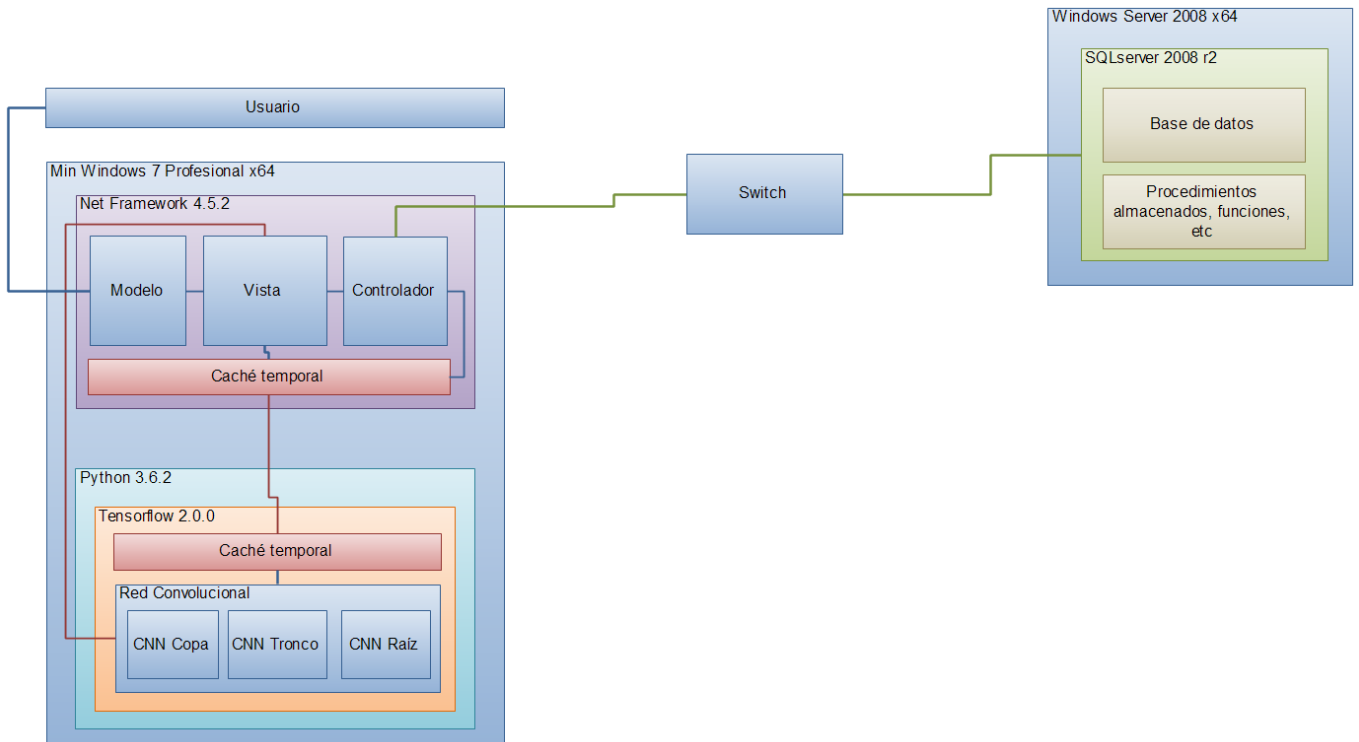 Windows Server 2008 x64
SQLserver 2008 r2
Base de datos
Procedimientos
almacenados, funciones,
etc
Usuario
Switch
Min Windows 7 Profesional x64
Net Framework 4.5.2
Modelo
Vista
Controlador
Caché temporal
Python 3.6.2
Tensorflow 2.0.0
Caché temporal
Red Convolucional
CNN Copa
CNN Tronco
CNN Raíz